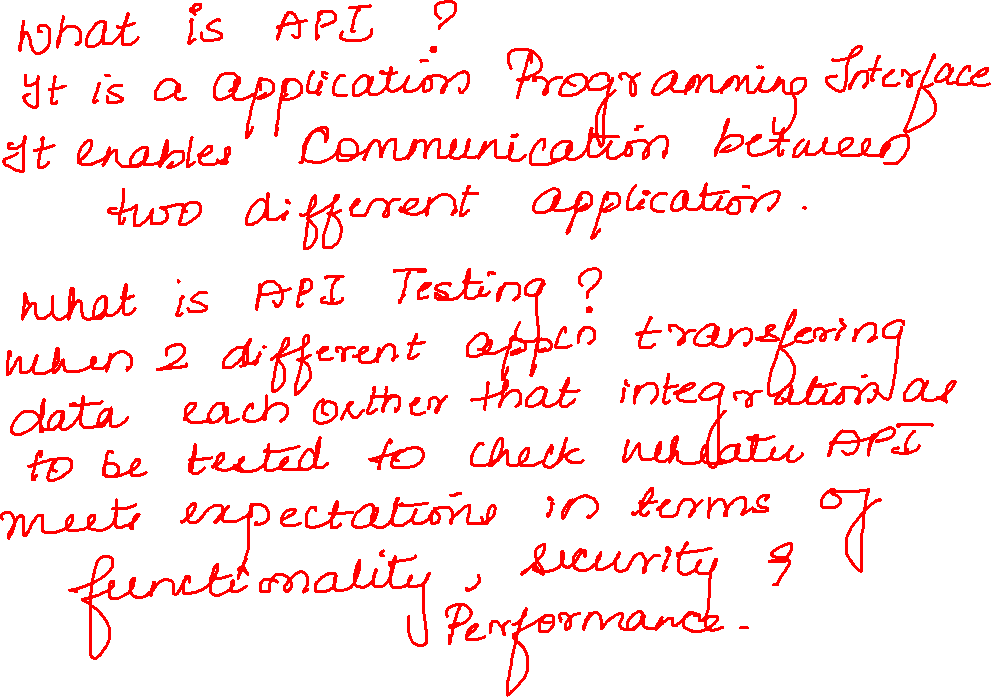 What is API ?
It is a application Programming Interface
It enables Communication between
two different application.
What is API Testing ?
When 2 different appln transfering
data each other that integration as
to be tested to check whether API
meets expectations in terms of
functionality, security &
Performance.